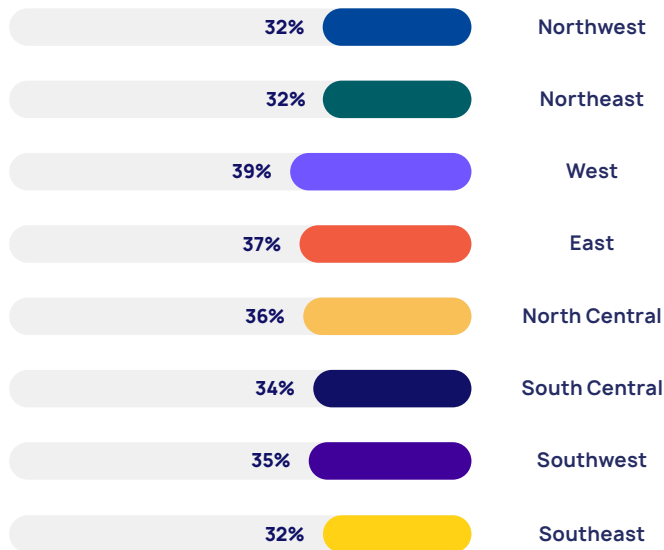 32% Northwest
32% Northeast
39% West
37% East
36% North Central
34% South Central
35% Southwest
32% Southeast